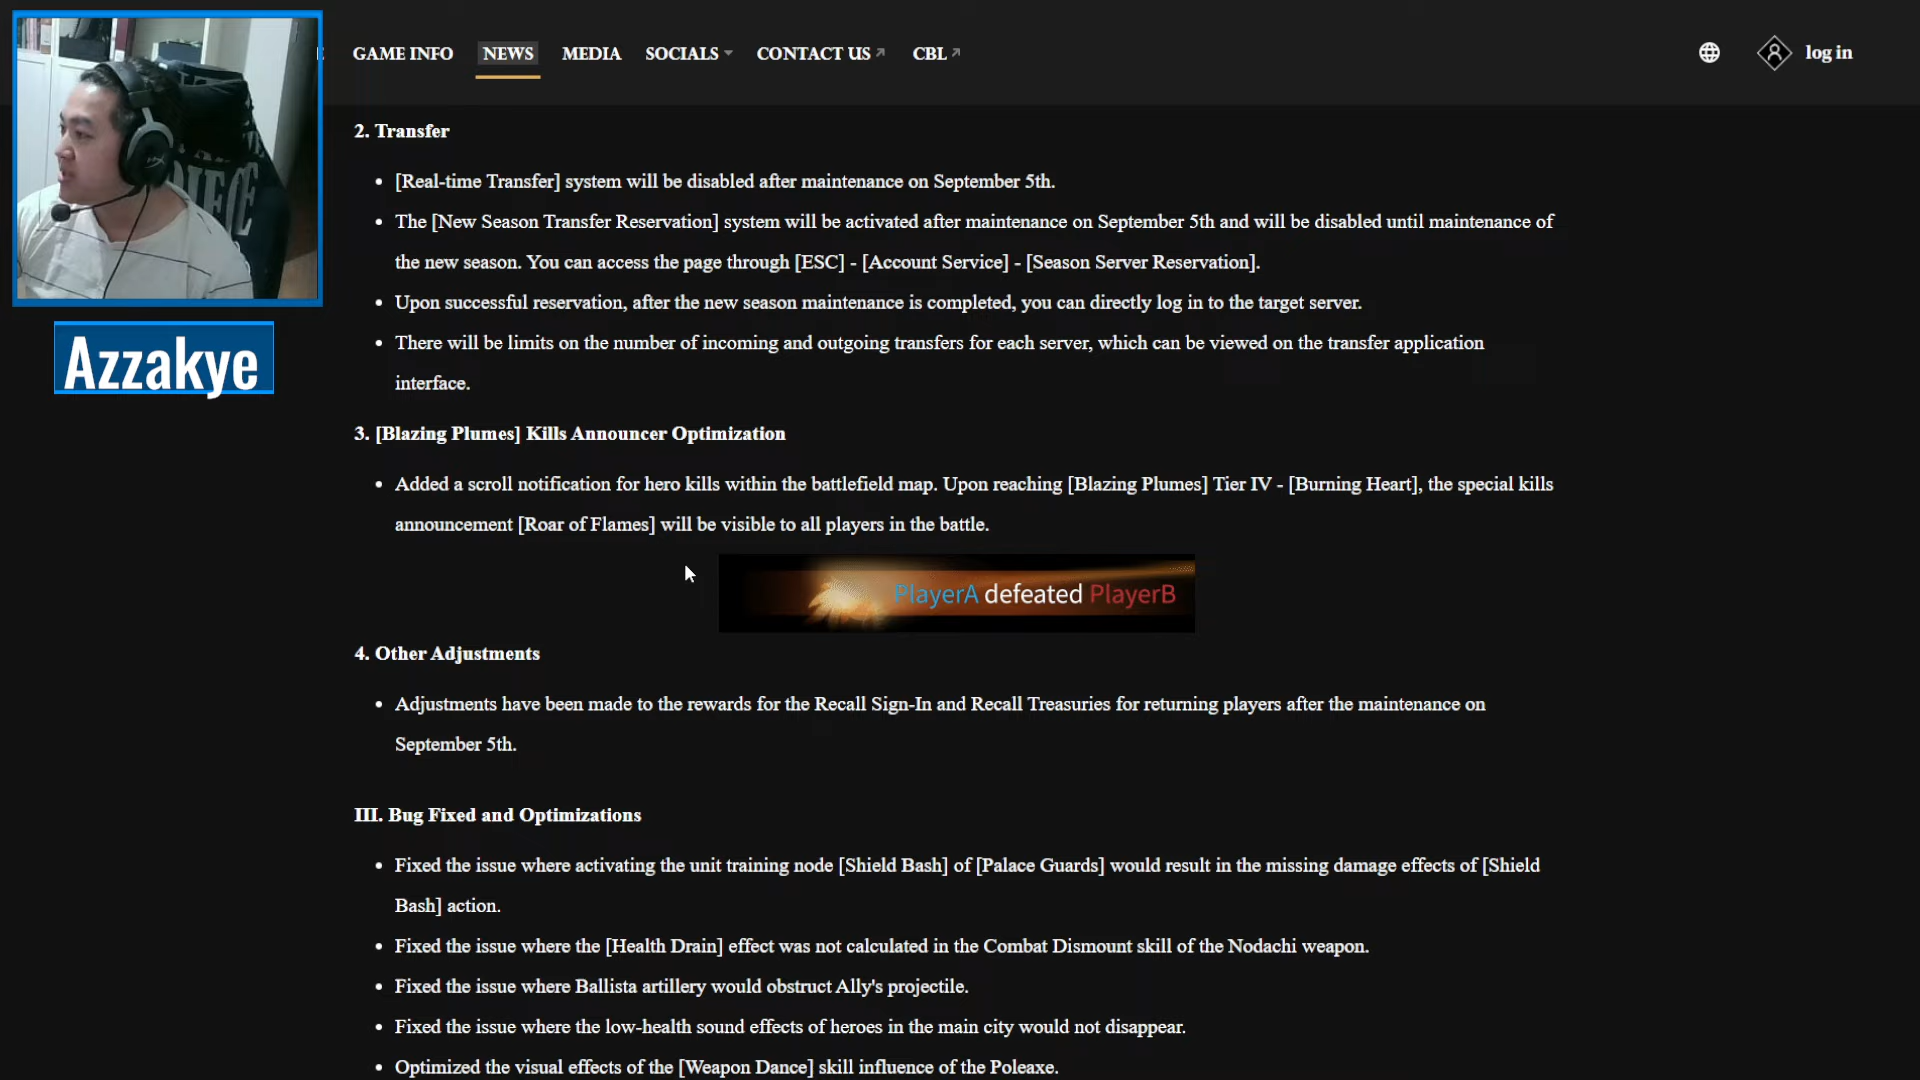 GAME INFO NEWS MEDIA SOCIALS CONTACT US CBL log in
2. Transfer
• [Real-time Transfer] system will be disabled after maintenance on September 5th.
• The [New Season Transfer Reservation] system will be activated after maintenance on September 5th and will be disabled until maintenance of
the new season. You can access the page through [ESC] - [Account Service] - [Season Server Reservation].
• Upon successful reservation, after the new season maintenance is completed, you can directly log in to the target server.
• There will be limits on the number of incoming and outgoing transfers for each server, which can be viewed on the transfer application
interface.
Azzakye
3. [Blazing Plumes] Kills Announcer Optimization
• Added a scroll notification for hero kills within the battlefield map. Upon reaching [Blazing Plumes] Tier IV - [Burning Heart], the special kills
announcement [Roar of Flames] will be visible to all players in the battle.
PlayerA defeated PlayerB
4. Other Adjustments
• Adjustments have been made to the rewards for the Recall Sign-In and Recall Treasuries for returning players after the maintenance on
September 5th.
III. Bug Fixed and Optimizations
• Fixed the issue where activating the unit training node [Shield Bash] of [Palace Guards] would result in the missing damage effects of [Shield
Bash] action.
• Fixed the issue where the [Health Drain] effect was not calculated in the Combat Dismount skill of the Nodachi weapon.
• Fixed the issue where Ballista artillery would obstruct Ally's projectile.
• Fixed the issue where the low-health sound effects of heroes in the main city would not disappear.
• Optimized the visual effects of the [Weapon Dance] skill influence of the Poleaxe.